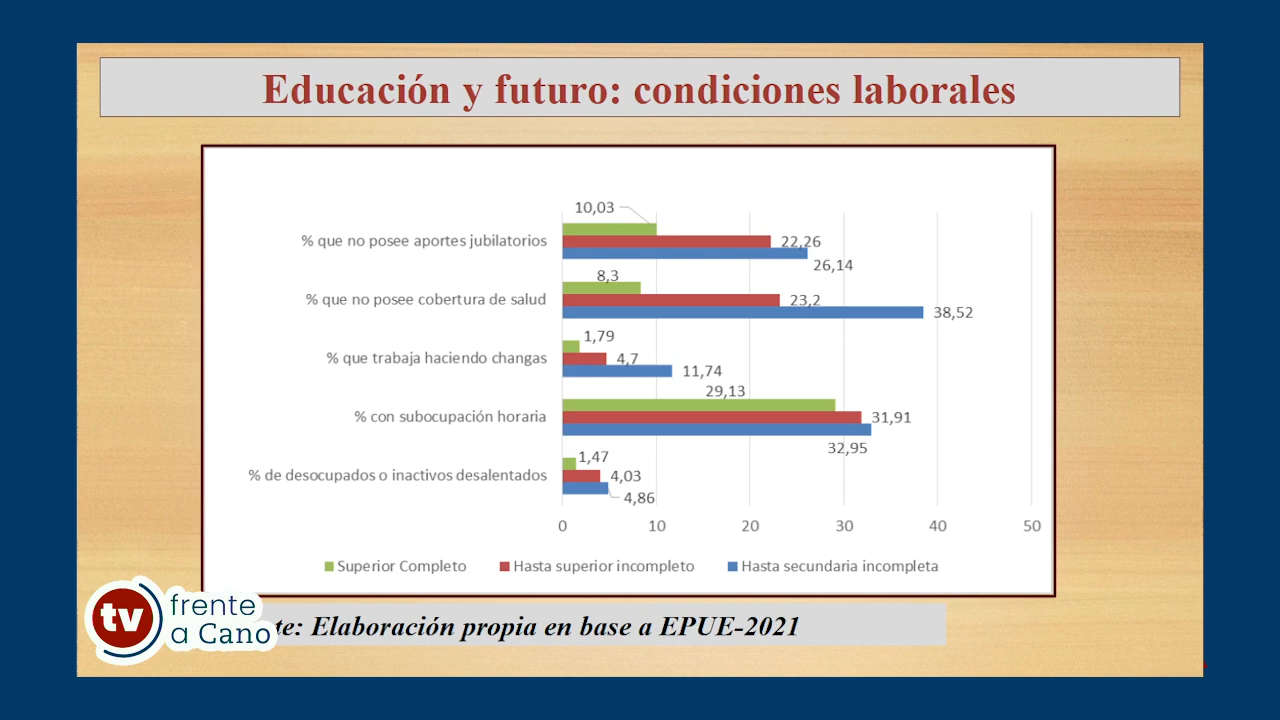 Educación y futuro: condiciones laborales
10,03
% que no posee aportes jubilatorios
22,26
26,14
8,3
% que no posee cobertura de salud
23,2
38,52
1,79
% que trabaja haciendo changas
4,7
11,74
29,13
% con subocupación horaria
31,91
32,95
1,47
% de desocupados o inactivos desalentados
4,03
4,86
0 10 20 30 40 50
Superior Completo Hasta superior incompleto Hasta secundaria incompleta
tv frente a Cano
te: Elaboración propia en base a EPUE-2021